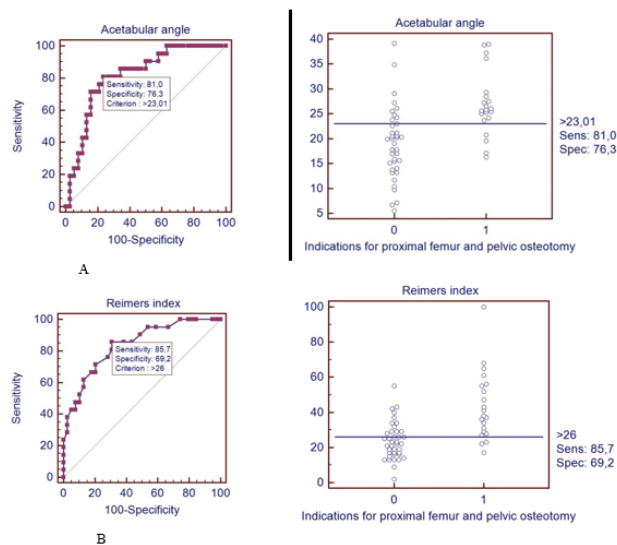 Acetabular angle
100
80
60
40
20
0
Sensitivity
Sensitivity: 81,0
Specificity: 76,3
Criterion : >23,01
0 20 40 60 80 100
100-Specificity
A
Acetabular angle
40
35
30
25
20
15
10
5
>23,01
Sens: 81,0
Spec: 76,3
0 1
Indications for proximal femur and pelvic osteotomy
Reimers index
100
80
60
40
20
0
Sensitivity
Sensitivity: 85,7
Specificity: 69,2
Criterion : >26
0 20 40 60 80 100
100-Specificity
B
Reimers index
100
80
60
40
20
0
>26
Sens: 85,7
Spec: 69,2
0 1
Indications for proximal femur and pelvic osteotomy